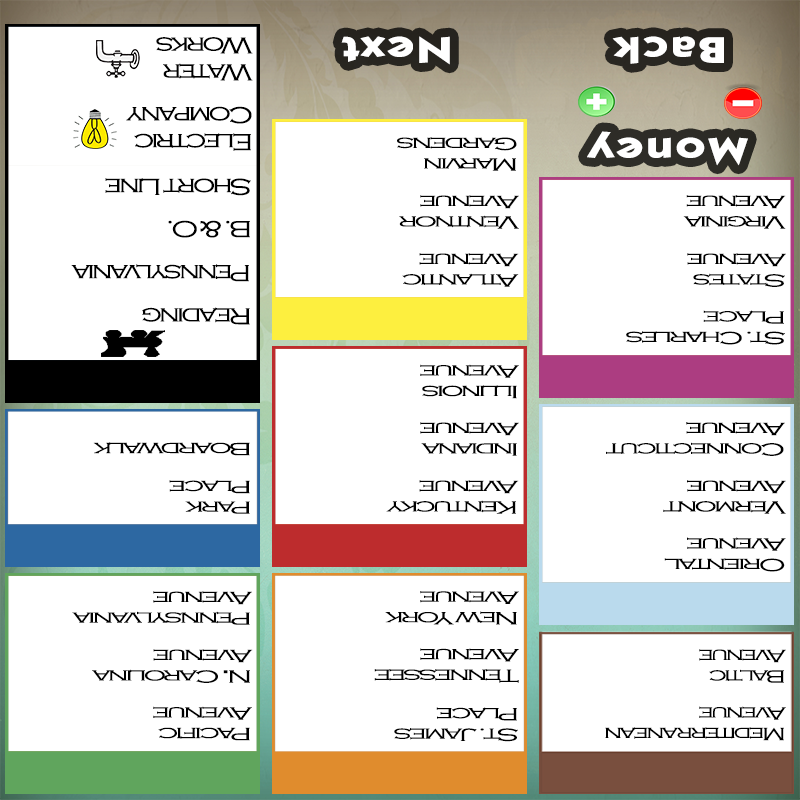 MEDITERRANEAN
AVENUE
BALTIC
AVENUE
ORIENTAL
AVENUE
VERMONT
AVENUE
CONNECTICUT
AVENUE
ST. CHARLES
PLACE
STATES
AVENUE
VIRGINIA
AVENUE
Money
Back
ST. JAMES
PLACE
TENNESSEE
AVENUE
NEW YORK
AVENUE
KENTUCKY
AVENUE
INDIANA
AVENUE
ILLINOIS
AVENUE
ATLANTIC
AVENUE
VENTNOR
AVENUE
MARVIN
GARDENS
Next
PACIFIC
AVENUE
N. CAROLINA
AVENUE
PENNSYLVANIA
AVENUE
PARK
PLACE
BOARDWALK
READING
PENNSYLVANIA
B. & O.
SHORT LINE
ELECTRIC
COMPANY
WATER
WORKS